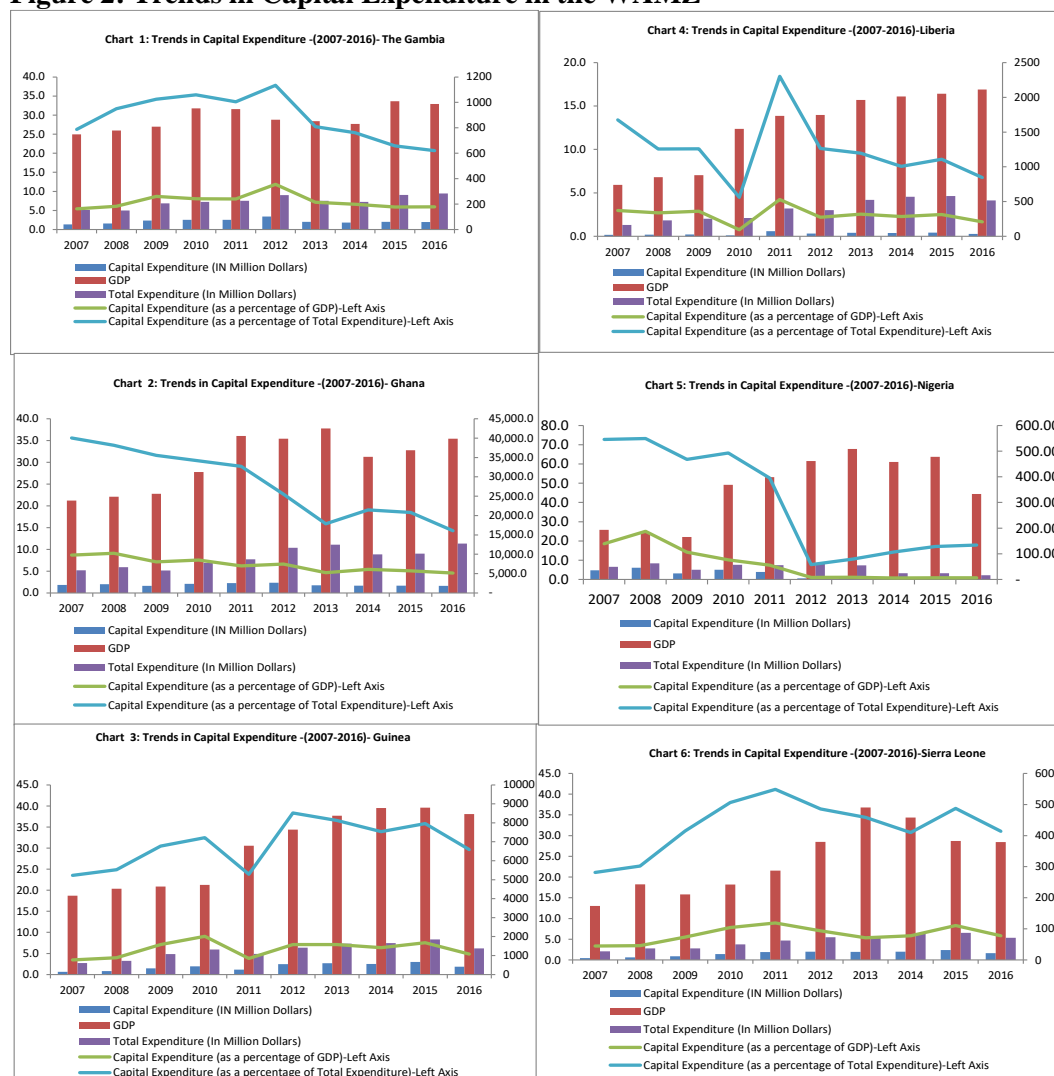 Figure 2: Trends in Capital Expenditure in the WAMZ
Chart 1: Trends in Capital Expenditure -(2007-2016)- The Gambia
40.0
35.0
30.0
25.0
20.0
15.0
10.0
5.0
0.0
1200
1000
800
600
400
200
0
2007 2008 2009 2010 2011 2012 2013 2014 2015 2016
Capital Expenditure (IN Million Dollars)
GDP
Total Expenditure (In Million Dollars)
Capital Expenditure (as a percentage of GDP)-Left Axis
Capital Expenditure (as a percentage of Total Expenditure)-Left Axis
Chart 4: Trends in Capital Expenditure -(2007-2016)-Liberia
20.0
15.0
10.0
5.0
0.0
2500
2000
1500
1000
500
0
2007 2008 2009 2010 2011 2012 2013 2014 2015 2016
Capital Expenditure (IN Million Dollars)
GDP
Total Expenditure (In Million Dollars)
Capital Expenditure (as a percentage of GDP)-Left Axis
Capital Expenditure (as a percentage of Total Expenditure)-Left Axis
Chart 2: Trends in Capital Expenditure -(2007-2016)- Ghana
40.0
35.0
30.0
25.0
20.0
15.0
10.0
5.0
0.0
45,000.0
40,000.0
35,000.0
30,000.0
25,000.0
20,000.0
15,000.0
10,000.0
5,000.0
-
2007 2008 2009 2010 2011 2012 2013 2014 2015 2016
Capital Expenditure (IN Million Dollars)
GDP
Total Expenditure (In Million Dollars)
Capital Expenditure (as a percentage of GDP)-Left Axis
Capital Expenditure (as a percentage of Total Expenditure)-Left Axis
Chart 5: Trends in Capital Expenditure -(2007-2016)-Nigeria
80.0
70.0
60.0
50.0
40.0
30.0
20.0
10.0
0.0
600.00
500.00
400.00
300.00
200.00
100.00
-
2007 2008 2009 2010 2011 2012 2013 2014 2015 2016
Capital Expenditure (IN Million Dollars)
GDP
Total Expenditure (In Million Dollars)
Capital Expenditure (as a percentage of GDP)-Left Axis
Capital Expenditure (as a percentage of Total Expenditure)-Left Axis
Chart 3: Trends in Capital Expenditure -(2007-2016)- Guinea
45.0
40.0
35.0
30.0
25.0
20.0
15.0
10.0
5.0
0.0
10000
9000
8000
7000
6000
5000
4000
3000
2000
1000
0
2007 2008 2009 2010 2011 2012 2013 2014 2015 2016
Capital Expenditure (IN Million Dollars)
GDP
Total Expenditure (In Million Dollars)
Capital Expenditure (as a percentage of GDP)-Left Axis
Capital Expenditure (as a percentage of Total Expenditure)-Left Axis
Chart 6: Trends in Capital Expenditure -(2007-2016)-Sierra Leone
45.0
40.0
35.0
30.0
25.0
20.0
15.0
10.0
5.0
0.0
2007 2008 2009 2010 2011 2012 2013 2014 2015 2016
Capital Expenditure (IN Million Dollars)
GDP
Total Expenditure (In Million Dollars)
Capital Expenditure (as a percentage of GDP)-Left Axis
Capital Expenditure (as a percentage of Total Expenditure)-Left Axis